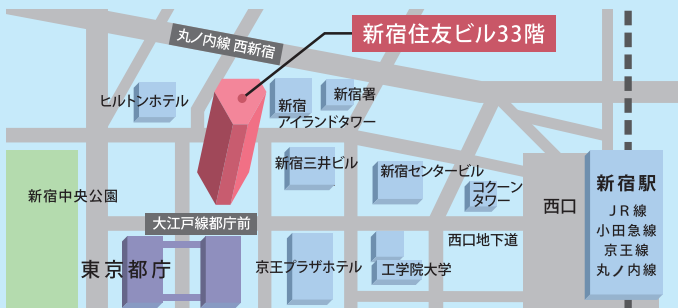 丸ノ内線 西新宿
新宿住友ビル33階
ヒルトンホテル
新宿
アイランドタワー
新宿署
新宿三井ビル
新宿センタービル
コクーン
タワー
新宿中央公園
大江戸線都庁前
西口
新宿駅
JR線
小田急線
京王線
丸ノ内線
西口地下道
東京都庁
京王プラザホテル
工学院大学